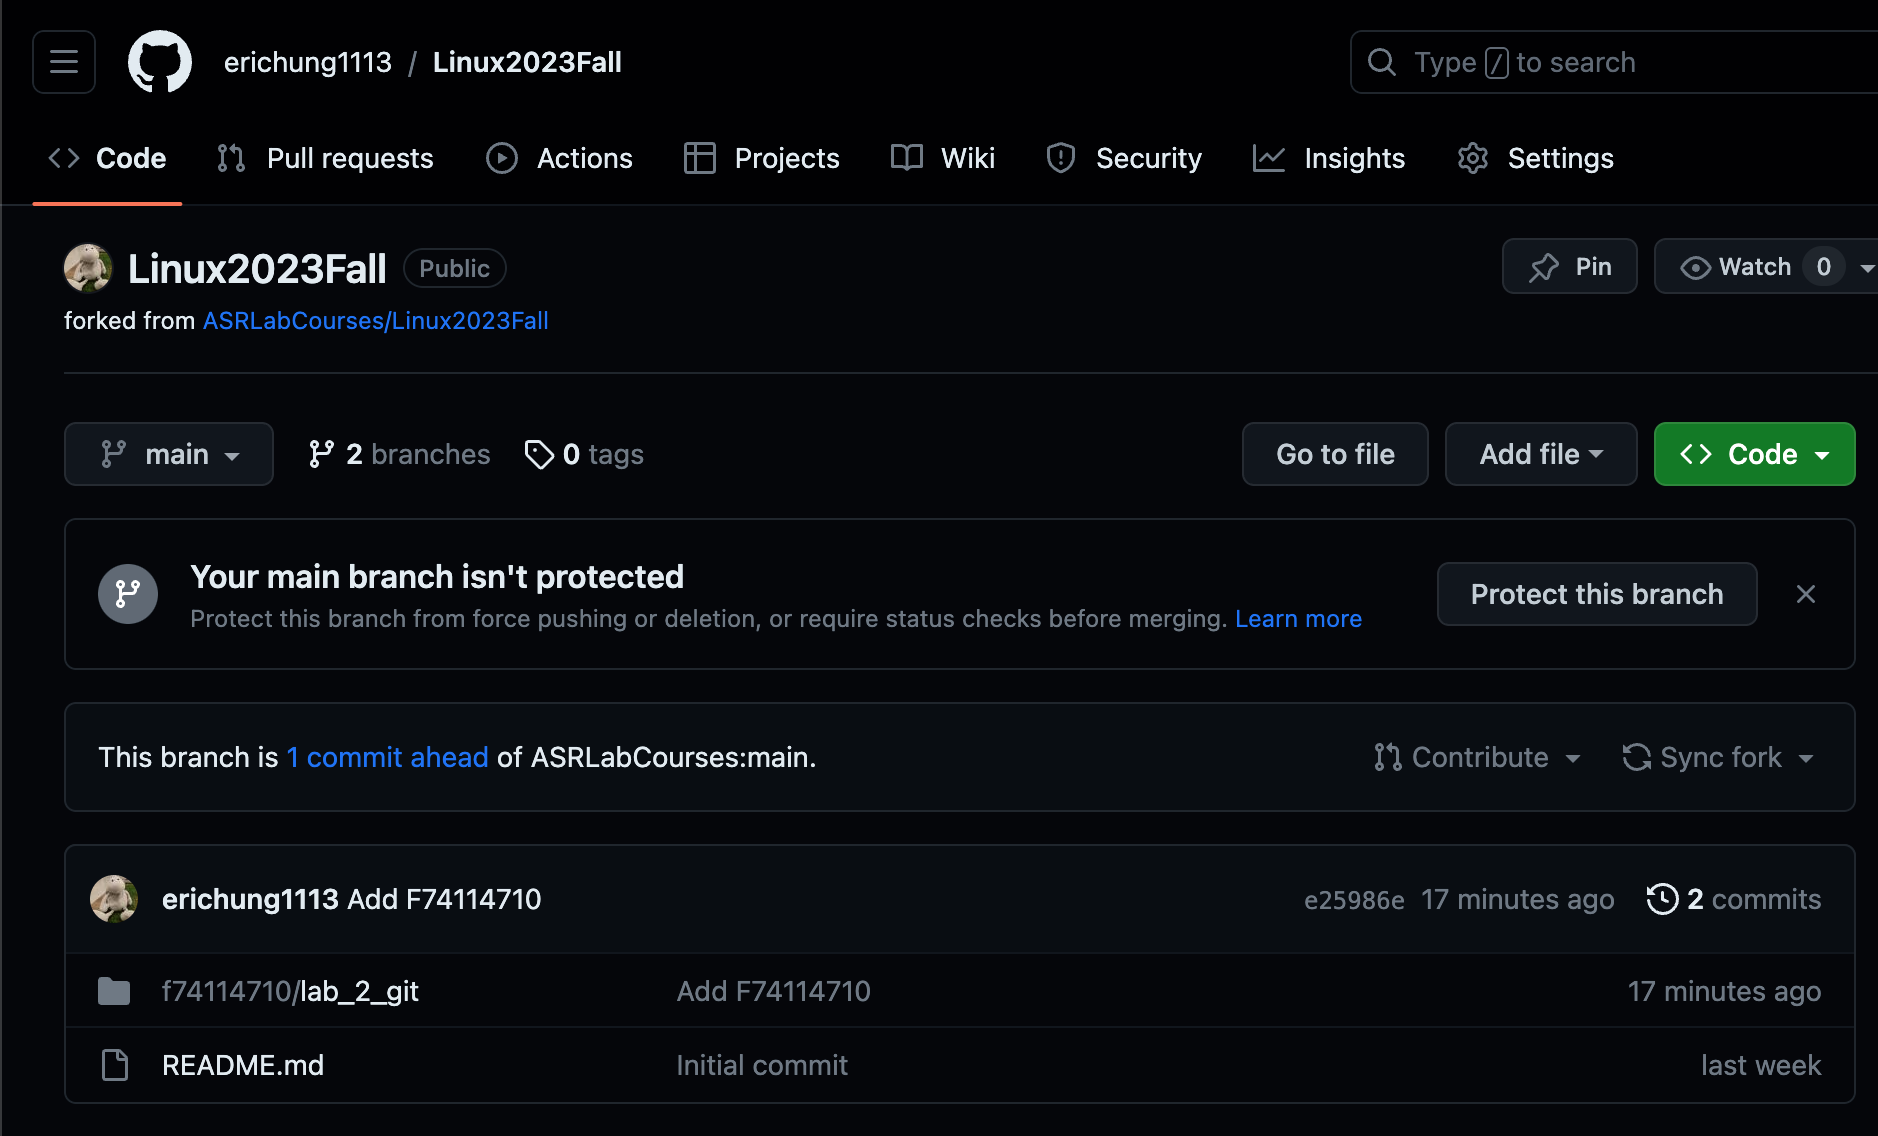 erichung1113 / Linux2023Fall
Type / to search
Code Pull requests Actions Projects Wiki Security Insights Settings
Linux2023Fall Public
Pin
Watch 0
forked from ASRLabCourses/Linux2023Fall
main 2 branches 0 tags
Go to file Add file Code
Your main branch isn't protected
Protect this branch from force pushing or deletion, or require status checks before merging. Learn more
Protect this branch
This branch is 1 commit ahead of ASRLabCourses:main.
Contribute Sync fork
erichung1113 Add F74114710 e25986e 17 minutes ago 2 commits
f74114710/lab_2_git Add F74114710 17 minutes ago
README.md Initial commit last week